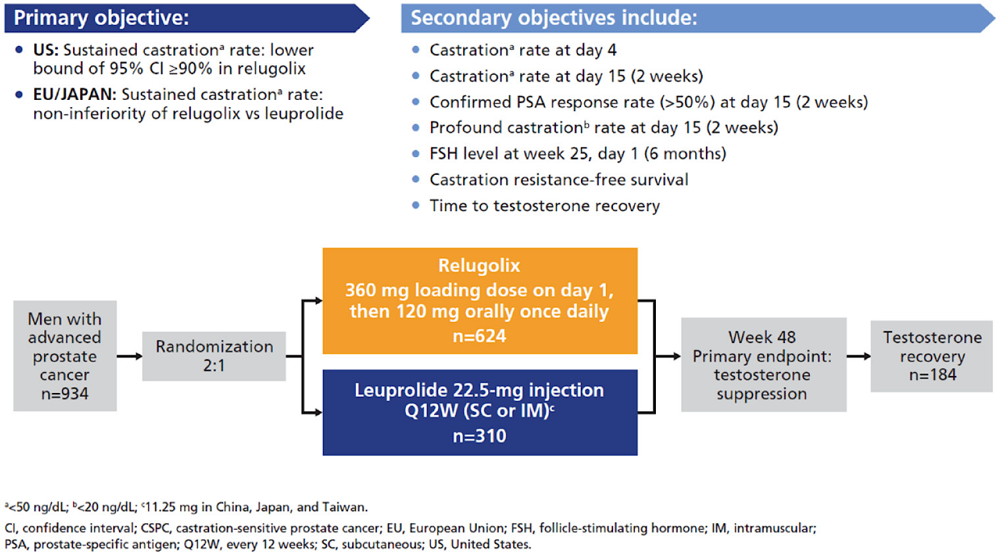 Primary objective:
• US: Sustained castrationᵃ rate: lower
bound of 95% CI ≥90% in relugolix
• EU/JAPAN: Sustained castrationᵃ rate:
non-inferiority of relugolix vs leuprolide
Secondary objectives include:
• Castrationᵃ rate at day 4
• Castrationᵃ rate at day 15 (2 weeks)
• Confirmed PSA response rate (>50%) at day 15 (2 weeks)
• Profound castrationᵇ rate at day 15 (2 weeks)
• FSH level at week 25, day 1 (6 months)
• Castration resistance-free survival
• Time to testosterone recovery
Men with
advanced
prostate
cancer
n=934
Randomization
2:1
Relugolix
360 mg loading dose on day 1,
then 120 mg orally once daily
n=624
Leuprolide 22.5-mg injection
Q12W (SC or IM)ᶜ
n=310
Week 48
Primary endpoint:
testosterone
suppression
Testosterone
recovery
n=184
ᵃ<50 ng/dL; ᵇ<20 ng/dL; ᶜ11.25 mg in China, Japan, and Taiwan.
CI, confidence interval; CSPC, castration-sensitive prostate cancer; EU, European Union; FSH, follicle-stimulating hormone; IM, intramuscular;
PSA, prostate-specific antigen; Q12W, every 12 weeks; SC, subcutaneous; US, United States.